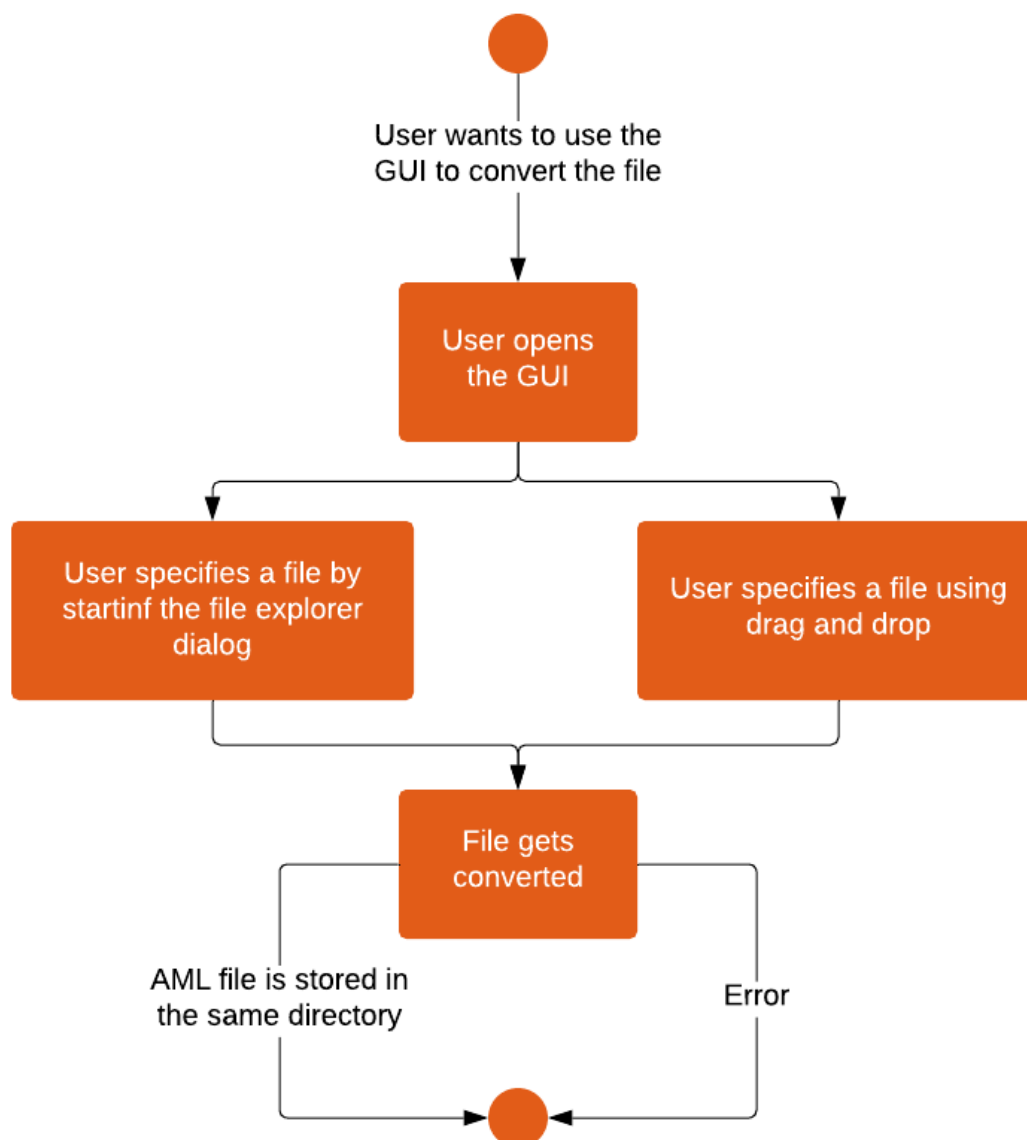 User wants to use the
GUI to convert the file
User opens
the GUI
User specifies a file by
startinf the file explorer
dialog
User specifies a file using
drag and drop
File gets
converted
AML file is stored in
the same directory
Error